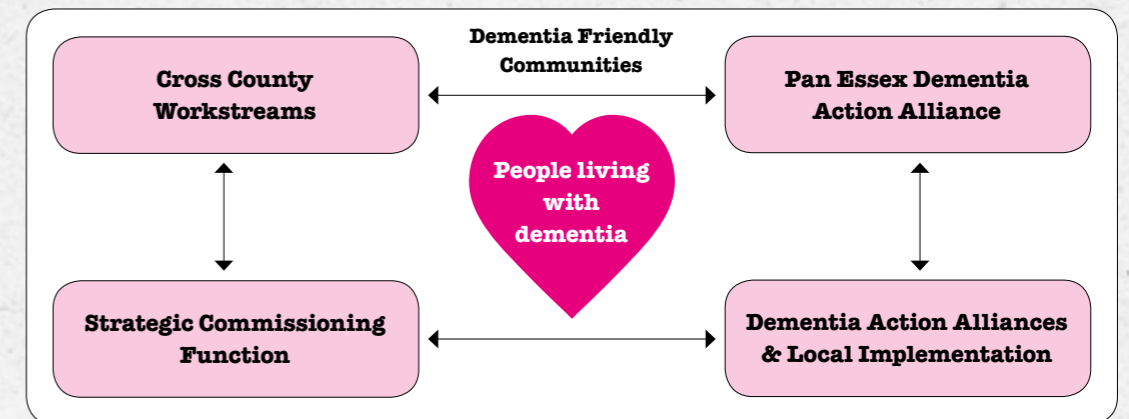 Dementia Friendly
Communities
Cross County
Workstreams
Pan Essex Dementia
Action Alliance
People living
with
dementia
Strategic Commissioning
Function
Dementia Action Alliances
& Local Implementation